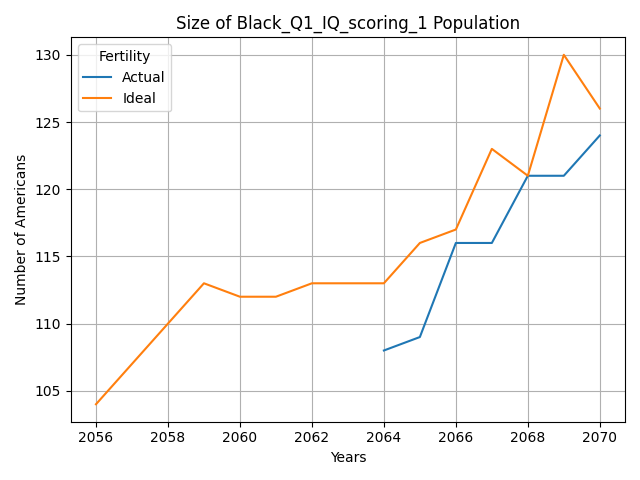 Size of Black_Q1_IQ_scoring_1 Population
Fertility
Actual
Ideal
130
125
120
115
110
105
Number of Americans
2056 2058 2060 2062 2064 2066 2068 2070
Years